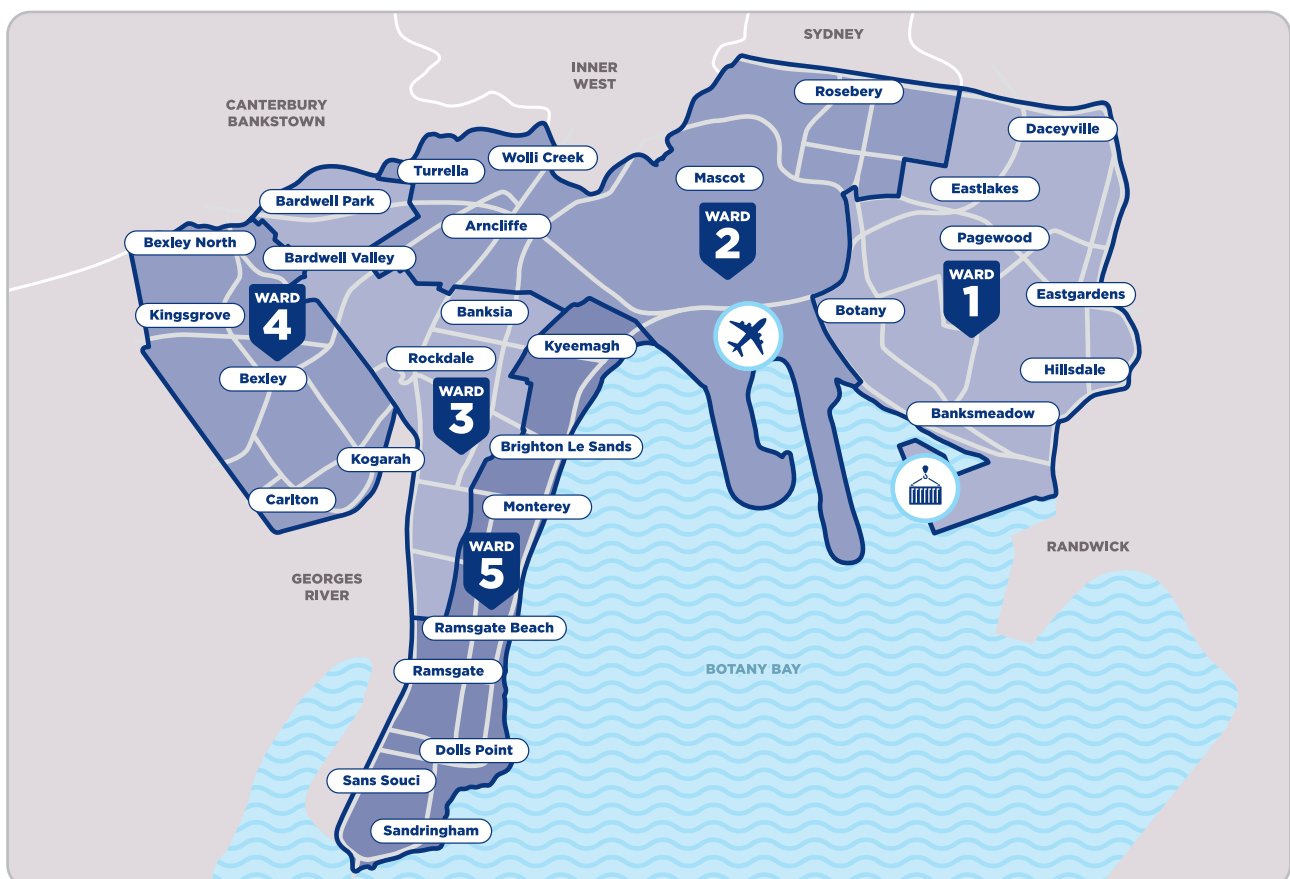 SYDNEY
INNER
WEST
CANTERBURY
BANKSTOWN
Rosebery
Daceyville
Wolli Creek
Turrella
Mascot
Eastlakes
Bardwell Park
WARD
2
Arncliffe
Pagewood
Bexley North
Bardwell Valley
WARD
1
Eastgardens
WARD
4
Kingsgrove
Banksia
Botany
Kyeemagh
Rockdale
Hillsdale
Bexley
WARD
3
Banksmeadow
Brighton Le Sands
Kogarah
Carlton
Monterey
WARD
5
RANDWICK
GEORGES
RIVER
Ramsgate Beach
Ramsgate
BOTANY BAY
Dolls Point
Sans Souci
Sandringham